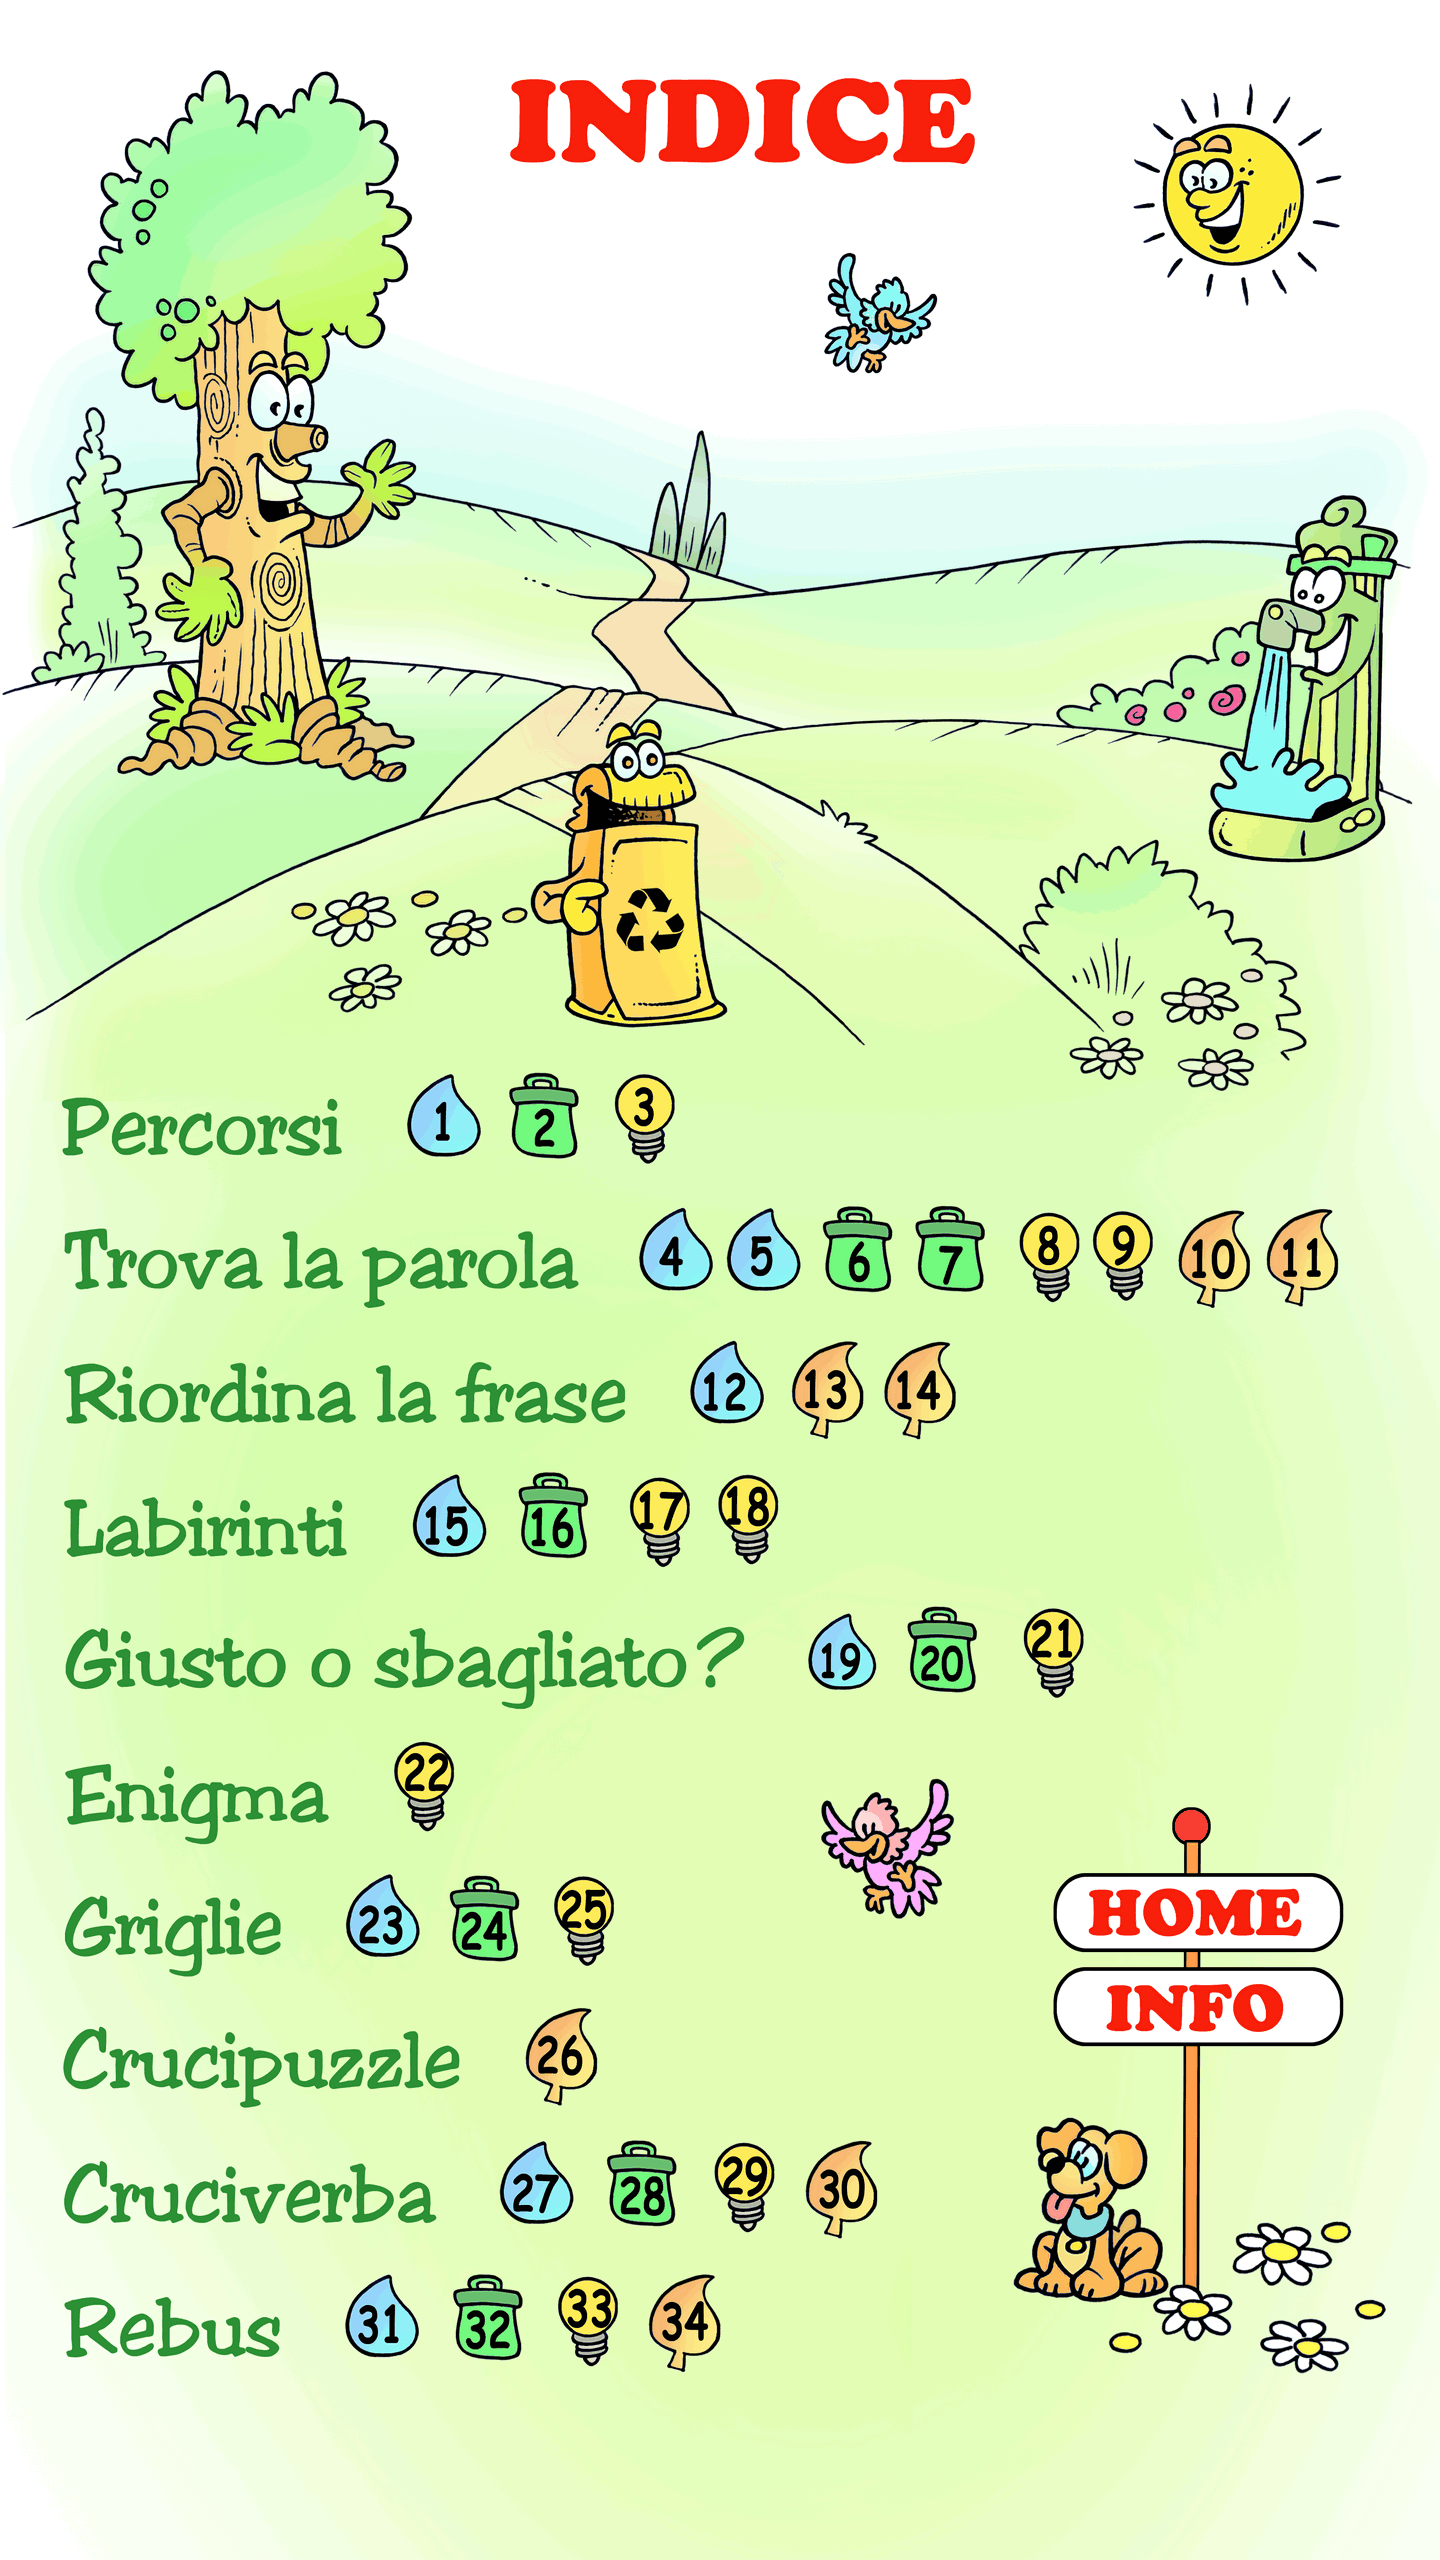 INDICE
Percorsi 1 2 3
Trova la parola 4 5 6 7 8 9 10 11
Riordina la frase 12 13 14
Labirinti 15 16 17 18
Giusto o sbagliato? 19 20 21
Enigma 22
Griglie 23 24 25
HOME
INFO
Crucipuzzle 26
Cruciverba 27 28 29 30
Rebus 31 32 33 34